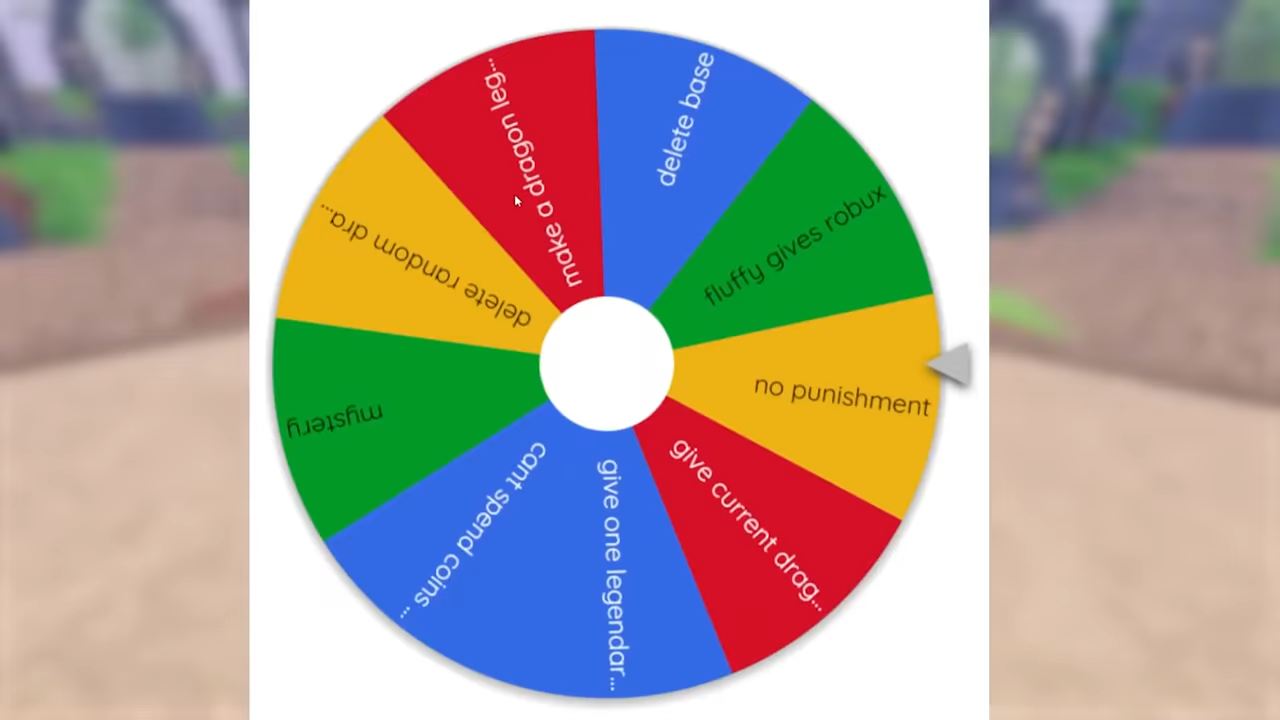 delete base
fluffy gives robux
no punishment
give current drag...
give one legendar...
cant spend coins ...
mystery
delete random dra...
make a dragon leg...